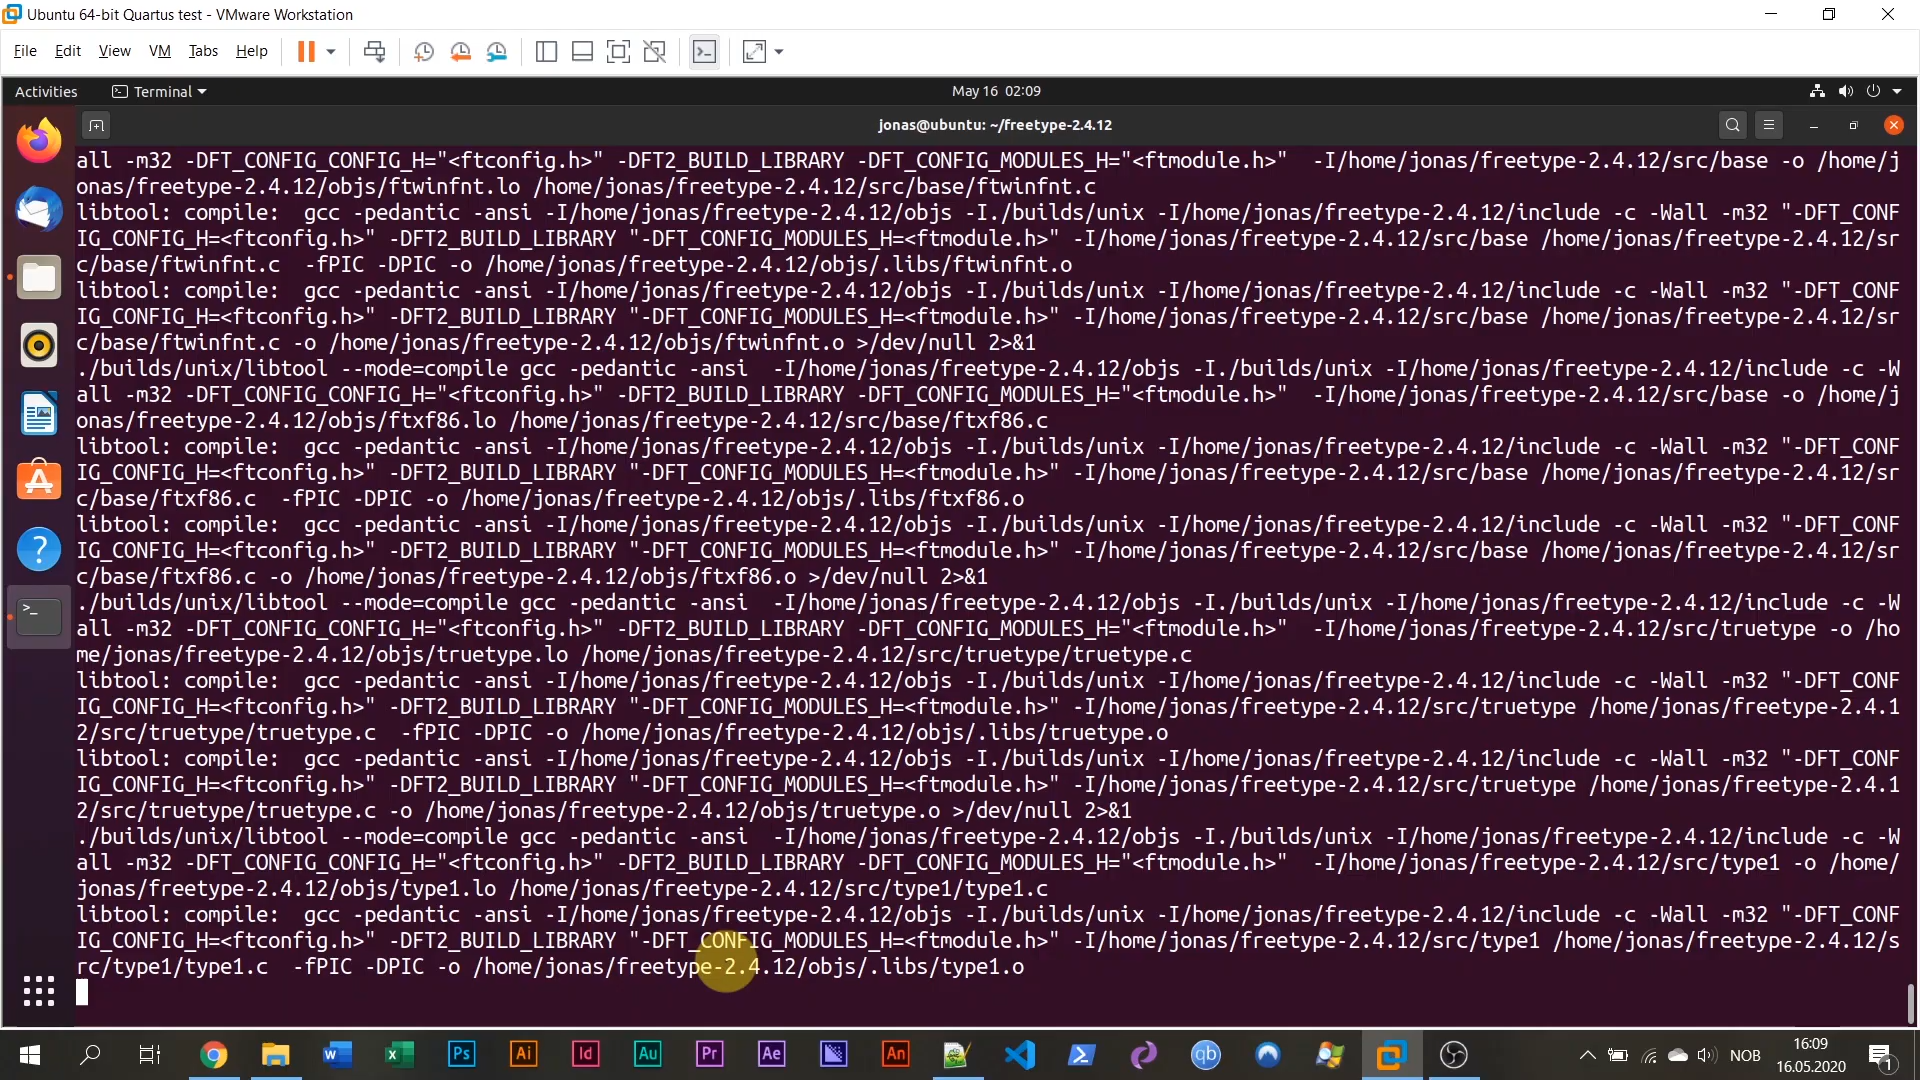 Ubuntu 64-bit Quartus test - VMware Workstation
File Edit View VM Tabs Help
Activities Terminal May 16 02:09
jonas@ubuntu: ~/freetype-2.4.12
all -m32 -DFT_CONFIG_CONFIG_H="<ftconfig.h>" -DFT2_BUILD_LIBRARY -DFT_CONFIG_MODULES_H="<ftmodule.h>"  -I/home/jonas/freetype-2.4.12/src/base -o /home/j
onas/freetype-2.4.12/objs/ftwinfnt.lo /home/jonas/freetype-2.4.12/src/base/ftwinfnt.c
libtool: compile:  gcc -pedantic -ansi -I/home/jonas/freetype-2.4.12/objs -I./builds/unix -I/home/jonas/freetype-2.4.12/include -c -Wall -m32 "-DFT_CONF
IG_CONFIG_H=<ftconfig.h>" -DFT2_BUILD_LIBRARY "-DFT_CONFIG_MODULES_H=<ftmodule.h>" -I/home/jonas/freetype-2.4.12/src/base /home/jonas/freetype-2.4.12/sr
c/base/ftwinfnt.c  -fPIC -DPIC -o /home/jonas/freetype-2.4.12/objs/.libs/ftwinfnt.o
libtool: compile:  gcc -pedantic -ansi -I/home/jonas/freetype-2.4.12/objs -I./builds/unix -I/home/jonas/freetype-2.4.12/include -c -Wall -m32 "-DFT_CONF
IG_CONFIG_H=<ftconfig.h>" -DFT2_BUILD_LIBRARY "-DFT_CONFIG_MODULES_H=<ftmodule.h>" -I/home/jonas/freetype-2.4.12/src/base /home/jonas/freetype-2.4.12/sr
c/base/ftwinfnt.c -o /home/jonas/freetype-2.4.12/objs/ftwinfnt.o >/dev/null 2>&1
./builds/unix/libtool --mode=compile gcc -pedantic -ansi  -I/home/jonas/freetype-2.4.12/objs -I./builds/unix -I/home/jonas/freetype-2.4.12/include -c -W
all -m32 -DFT_CONFIG_CONFIG_H="<ftconfig.h>" -DFT2_BUILD_LIBRARY -DFT_CONFIG_MODULES_H="<ftmodule.h>"  -I/home/jonas/freetype-2.4.12/src/base -o /home/j
onas/freetype-2.4.12/objs/ftxf86.lo /home/jonas/freetype-2.4.12/src/base/ftxf86.c
libtool: compile:  gcc -pedantic -ansi -I/home/jonas/freetype-2.4.12/objs -I./builds/unix -I/home/jonas/freetype-2.4.12/include -c -Wall -m32 "-DFT_CONF
IG_CONFIG_H=<ftconfig.h>" -DFT2_BUILD_LIBRARY "-DFT_CONFIG_MODULES_H=<ftmodule.h>" -I/home/jonas/freetype-2.4.12/src/base /home/jonas/freetype-2.4.12/sr
c/base/ftxf86.c  -fPIC -DPIC -o /home/jonas/freetype-2.4.12/objs/.libs/ftxf86.o
libtool: compile:  gcc -pedantic -ansi -I/home/jonas/freetype-2.4.12/objs -I./builds/unix -I/home/jonas/freetype-2.4.12/include -c -Wall -m32 "-DFT_CONF
IG_CONFIG_H=<ftconfig.h>" -DFT2_BUILD_LIBRARY "-DFT_CONFIG_MODULES_H=<ftmodule.h>" -I/home/jonas/freetype-2.4.12/src/base /home/jonas/freetype-2.4.12/sr
c/base/ftxf86.c -o /home/jonas/freetype-2.4.12/objs/ftxf86.o >/dev/null 2>&1
./builds/unix/libtool --mode=compile gcc -pedantic -ansi  -I/home/jonas/freetype-2.4.12/objs -I./builds/unix -I/home/jonas/freetype-2.4.12/include -c -W
all -m32 -DFT_CONFIG_CONFIG_H="<ftconfig.h>" -DFT2_BUILD_LIBRARY -DFT_CONFIG_MODULES_H="<ftmodule.h>"  -I/home/jonas/freetype-2.4.12/src/truetype -o /ho
me/jonas/freetype-2.4.12/objs/truetype.lo /home/jonas/freetype-2.4.12/src/truetype/truetype.c
libtool: compile:  gcc -pedantic -ansi -I/home/jonas/freetype-2.4.12/objs -I./builds/unix -I/home/jonas/freetype-2.4.12/include -c -Wall -m32 "-DFT_CONF
IG_CONFIG_H=<ftconfig.h>" -DFT2_BUILD_LIBRARY "-DFT_CONFIG_MODULES_H=<ftmodule.h>" -I/home/jonas/freetype-2.4.12/src/truetype /home/jonas/freetype-2.4.1
2/src/truetype/truetype.c  -fPIC -DPIC -o /home/jonas/freetype-2.4.12/objs/.libs/truetype.o
libtool: compile:  gcc -pedantic -ansi -I/home/jonas/freetype-2.4.12/objs -I./builds/unix -I/home/jonas/freetype-2.4.12/include -c -Wall -m32 "-DFT_CONF
IG_CONFIG_H=<ftconfig.h>" -DFT2_BUILD_LIBRARY "-DFT_CONFIG_MODULES_H=<ftmodule.h>" -I/home/jonas/freetype-2.4.12/src/truetype /home/jonas/freetype-2.4.1
2/src/truetype/truetype.c -o /home/jonas/freetype-2.4.12/objs/truetype.o >/dev/null 2>&1
./builds/unix/libtool --mode=compile gcc -pedantic -ansi  -I/home/jonas/freetype-2.4.12/objs -I./builds/unix -I/home/jonas/freetype-2.4.12/include -c -W
all -m32 -DFT_CONFIG_CONFIG_H="<ftconfig.h>" -DFT2_BUILD_LIBRARY -DFT_CONFIG_MODULES_H="<ftmodule.h>"  -I/home/jonas/freetype-2.4.12/src/type1 -o /home/
jonas/freetype-2.4.12/objs/type1.lo /home/jonas/freetype-2.4.12/src/type1/type1.c
libtool: compile:  gcc -pedantic -ansi -I/home/jonas/freetype-2.4.12/objs -I./builds/unix -I/home/jonas/freetype-2.4.12/include -c -Wall -m32 "-DFT_CONF
IG_CONFIG_H=<ftconfig.h>" -DFT2_BUILD_LIBRARY "-DFT_CONFIG_MODULES_H=<ftmodule.h>" -I/home/jonas/freetype-2.4.12/src/type1 /home/jonas/freetype-2.4.12/s
rc/type1/type1.c  -fPIC -DPIC -o /home/jonas/freetype-2.4.12/objs/.libs/type1.o
Ps Ai Id Au Pr Ae An qb NOB
16:09
16.05.2020
1